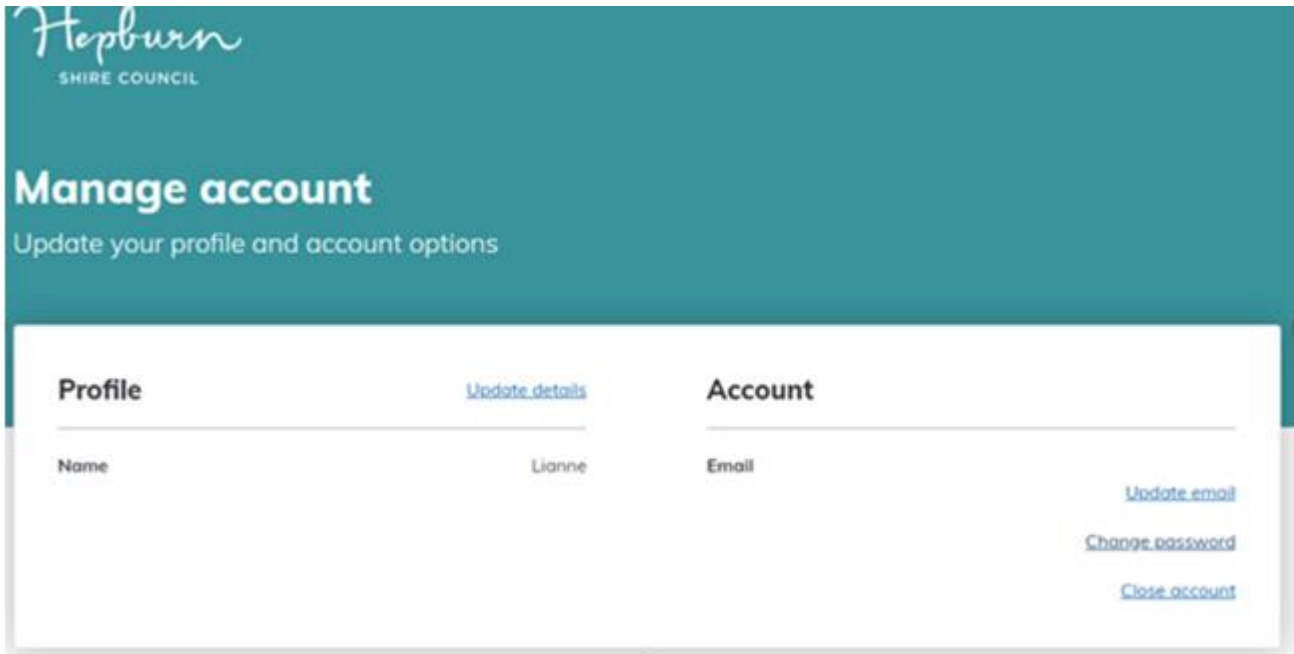 Hepburn
SHIRE COUNCIL
Manage account
Update your profile and account options
Profile
Update details
Name
Lianne
Account
Email
Update email
Change password
Close account